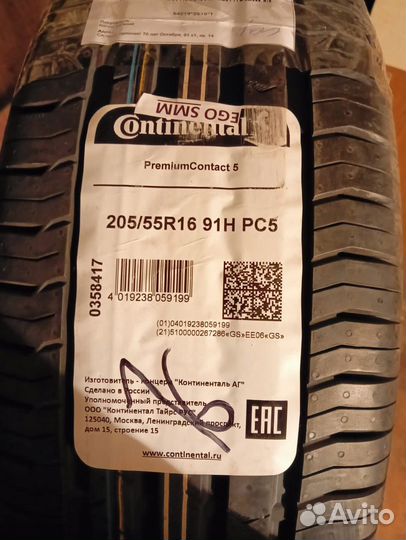 EGO SMM
Continental
PremiumContact 5
205/55R16 91H PC5
0358417
4 019238 059199
(01)04019238059199
(21)5100000267286«GS»EE06«GS»
Изготовитель - концерн "Континенталь АГ"
Сделано в России
Уполномоченный представитель
ООО "Континентал Тайрс РУС"
125040, Москва, Ленинградский проспект,
дом 15, строение 15
EAC
www.continental.ru
Avito